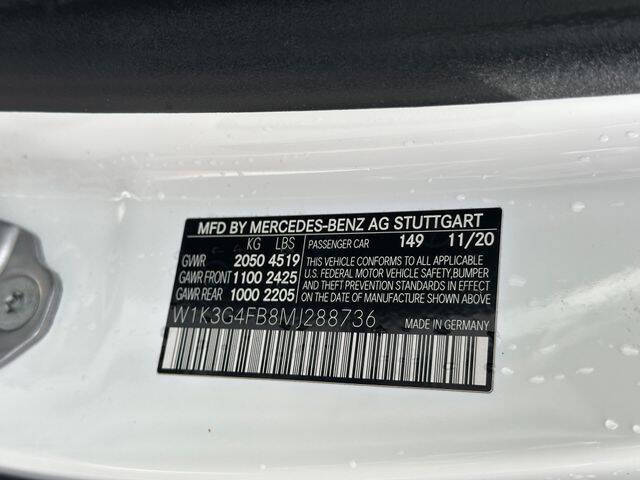 MFD BY MERCEDES-BENZ AG STUTTGART
KG LBS PASSENGER CAR 149 11/20
GVWR 2050 4519
GAWR FRONT 1100 2425
GAWR REAR 1000 2205
THIS VEHICLE CONFORMS TO ALL APPLICABLE
U.S. FEDERAL MOTOR VEHICLE SAFETY, BUMPER
AND THEFT PREVENTION STANDARDS IN EFFECT
ON THE DATE OF MANUFACTURE SHOWN ABOVE.
W1K3G4FB8MJ288736 MADE IN GERMANY